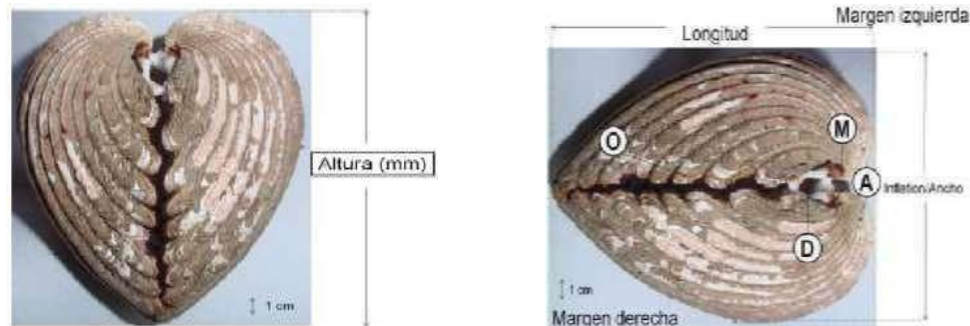 Altura (mm)
1 cm
Margen izquierda
Longitud
O
M
A
Inflation/Ancho
D
1 cm
Margen derecha